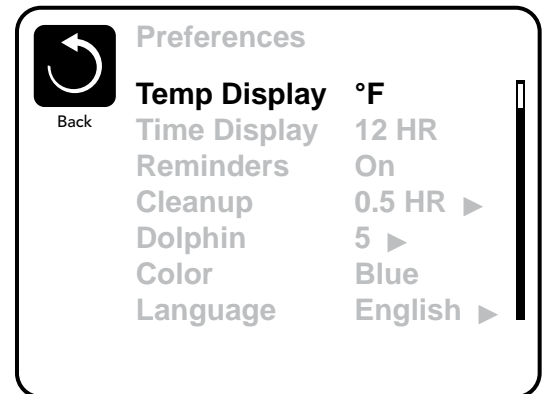 Preferences
Back
Temp Display °F
Time Display 12 HR
Reminders On
Cleanup 0.5 HR ▶
Dolphin 5 ▶
Color Blue
Language English ▶